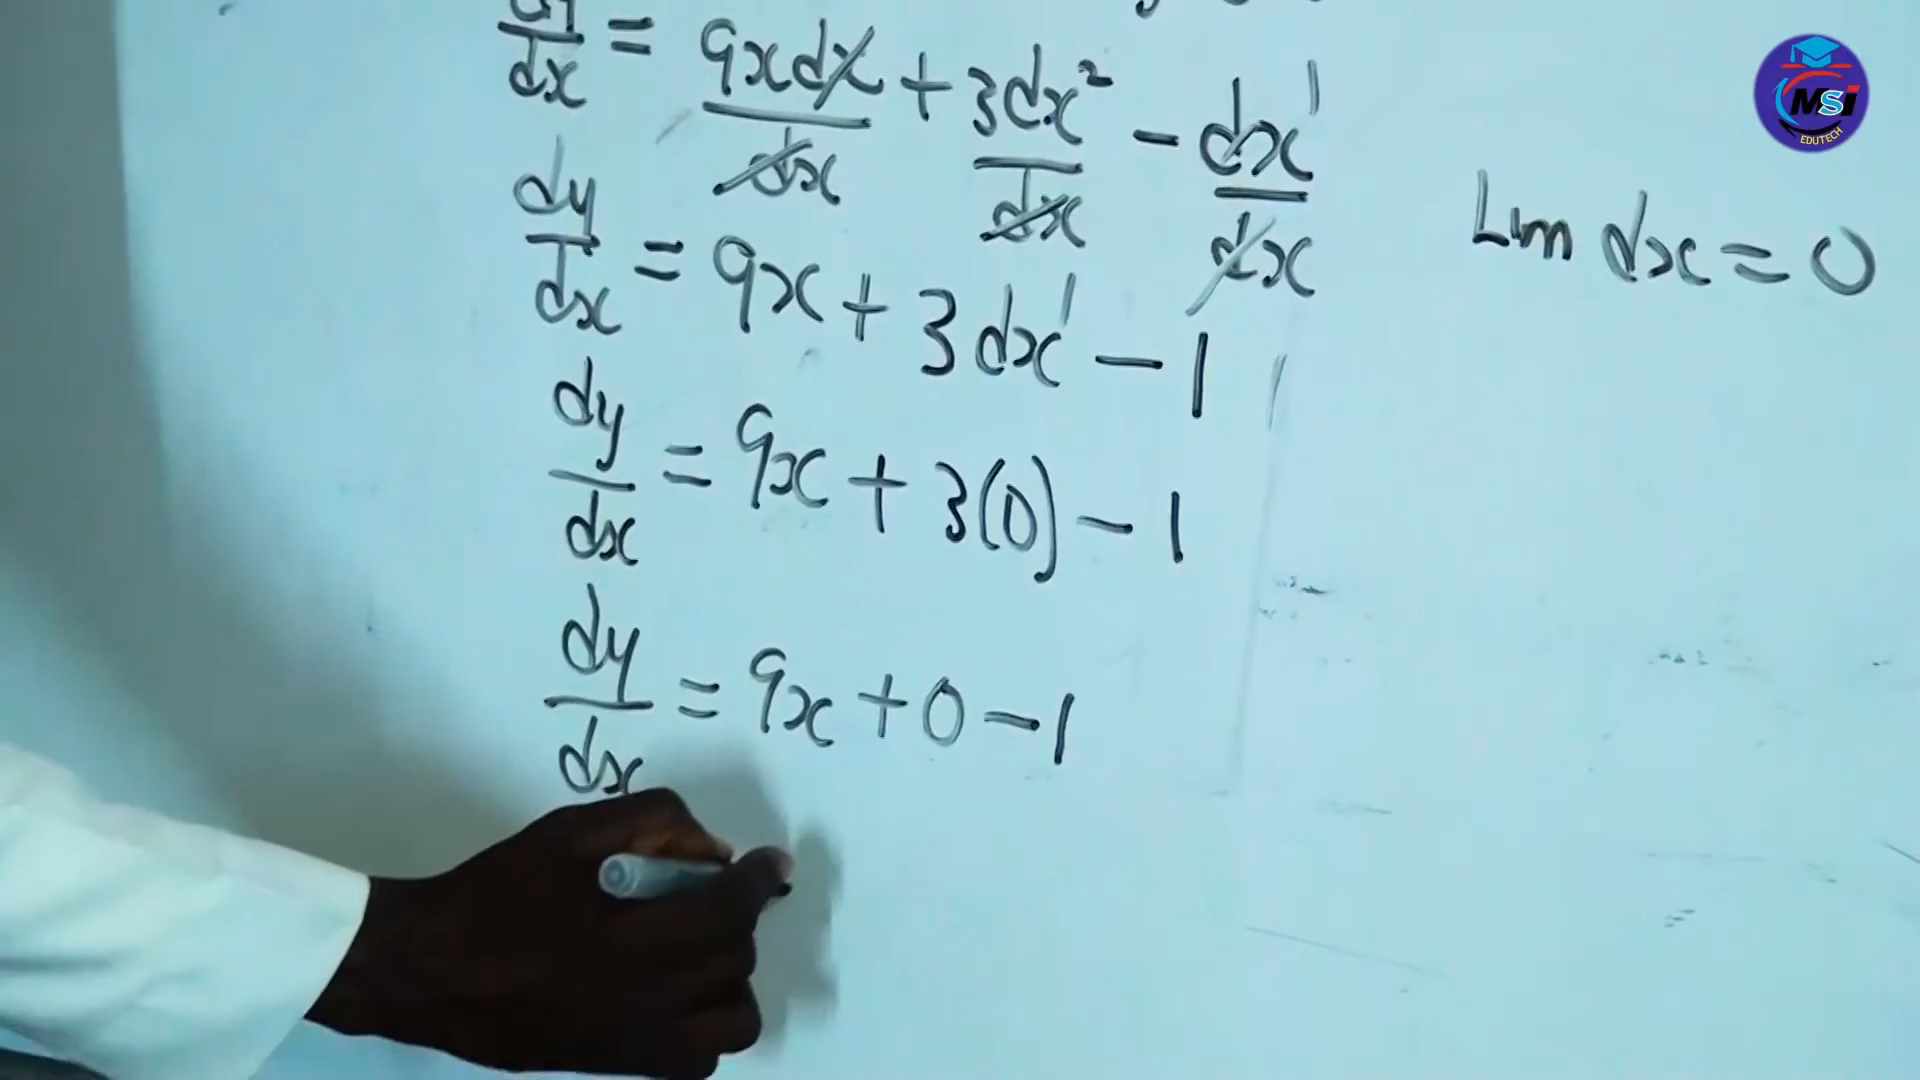 dy/dx = 9xdx/dx + 3dx²/dx - dx¹/dx
dy/dx = 9x + 3dx¹ - 1
Lim dx = 0
dy/dx = 9x + 3(0) - 1
dy/dx = 9x + 0 - 1
MSi
EDUTECH